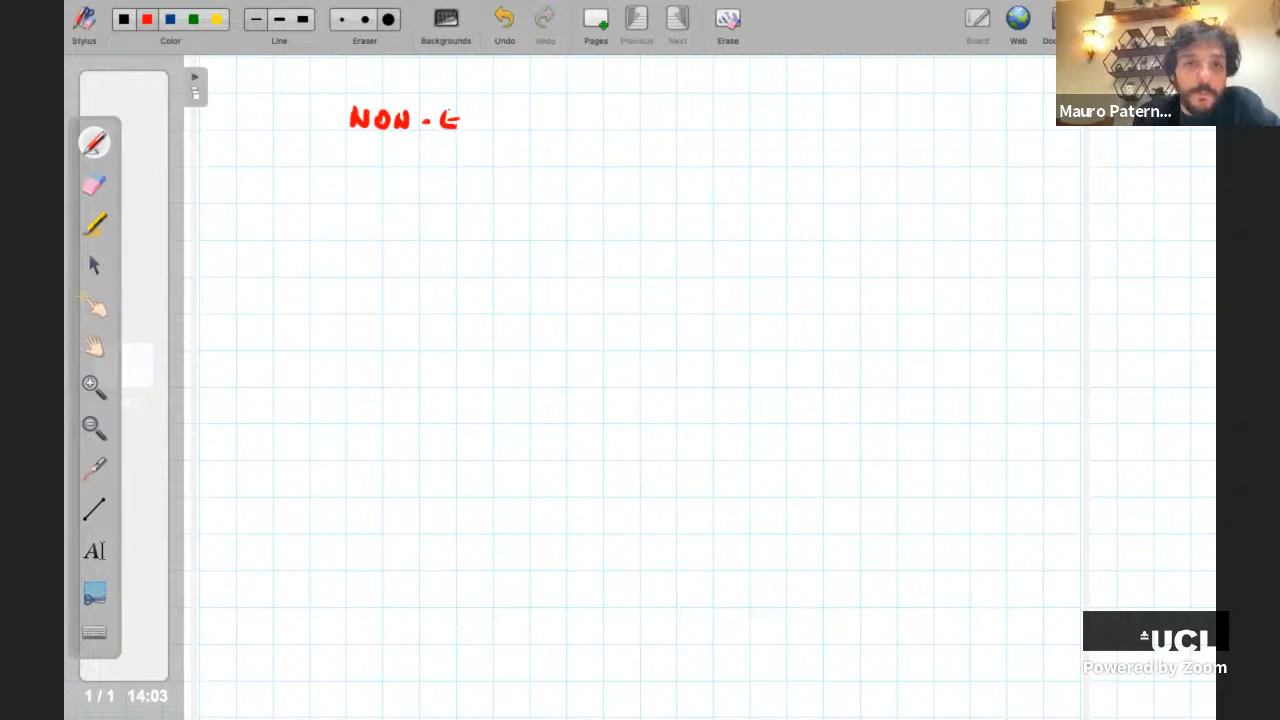 Stylus
Color
Line
Eraser
Backgrounds
Undo
Redo
Pages
Previous
Next
Erase
Board
Web
Mauro Patern...
NON - E
A
UCL
Powered by Zoom
1 / 1 14:03